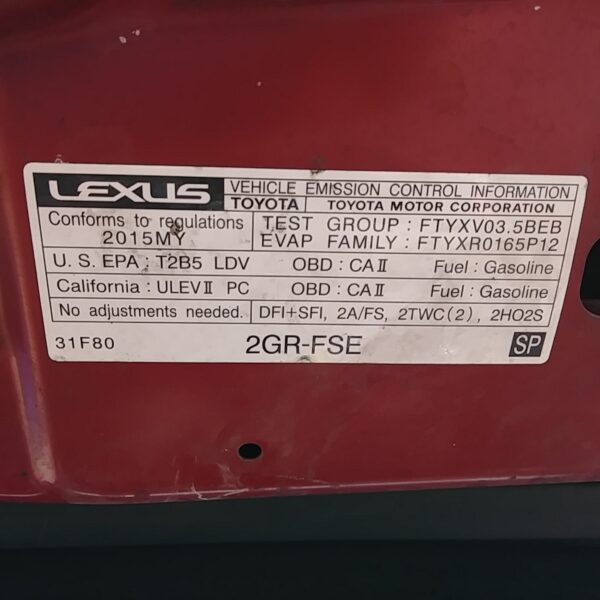 LEXUS VEHICLE EMISSION CONTROL INFORMATION
TOYOTA TOYOTA MOTOR CORPORATION
Conforms to regulations TEST GROUP : FTYXV03.5BEB
2015MY EVAP FAMILY : FTYXR0165P12
U.S. EPA : T2B5 LDV OBD : CAⅡ Fuel : Gasoline
California : ULEVⅡ PC OBD : CAⅡ Fuel : Gasoline
No adjustments needed. DFI+SFI, 2A/FS, 2TWC(2), 2HO2S
31F80 2GR-FSE SP